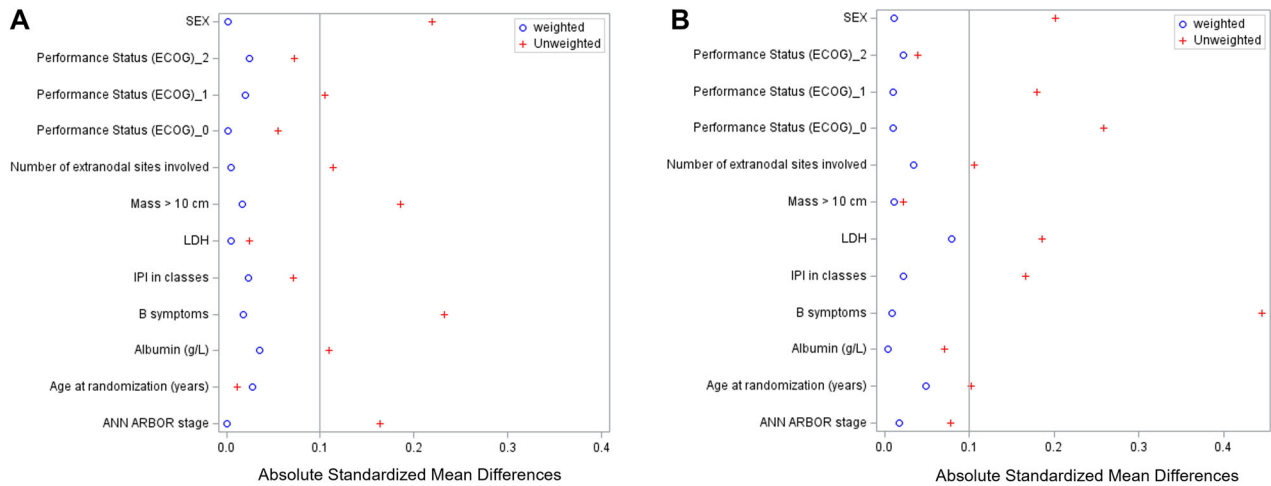 A
weighted
Unweighted
SEX
Performance Status (ECOG)_2
Performance Status (ECOG)_1
Performance Status (ECOG)_0
Number of extranodal sites involved
Mass > 10 cm
LDH
IPI in classes
B symptoms
Albumin (g/L)
Age at randomization (years)
ANN ARBOR stage
0.0 0.1 0.2 0.3 0.4
Absolute Standardized Mean Differences
B
weighted
Unweighted
SEX
Performance Status (ECOG)_2
Performance Status (ECOG)_1
Performance Status (ECOG)_0
Number of extranodal sites involved
Mass > 10 cm
LDH
IPI in classes
B symptoms
Albumin (g/L)
Age at randomization (years)
ANN ARBOR stage
0.0 0.1 0.2 0.3 0.4
Absolute Standardized Mean Differences